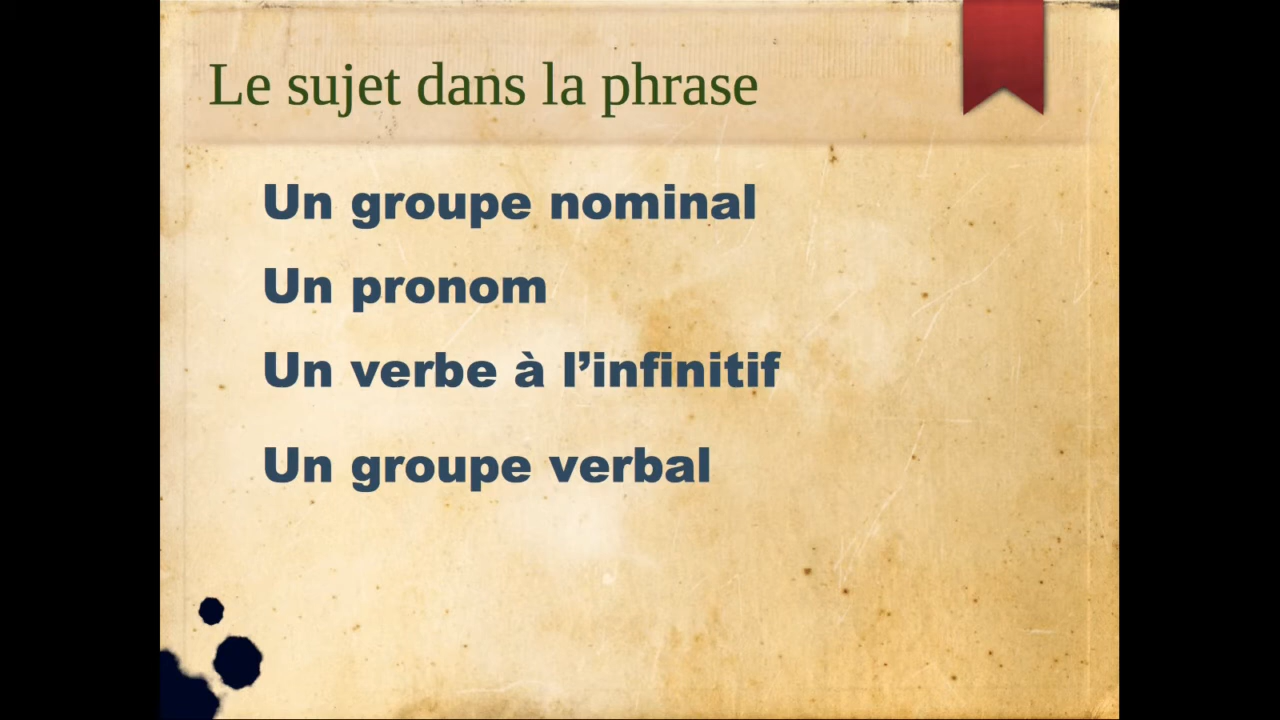 Le sujet dans la phrase
Un groupe nominal
Un pronom
Un verbe à l’infinitif
Un groupe verbal